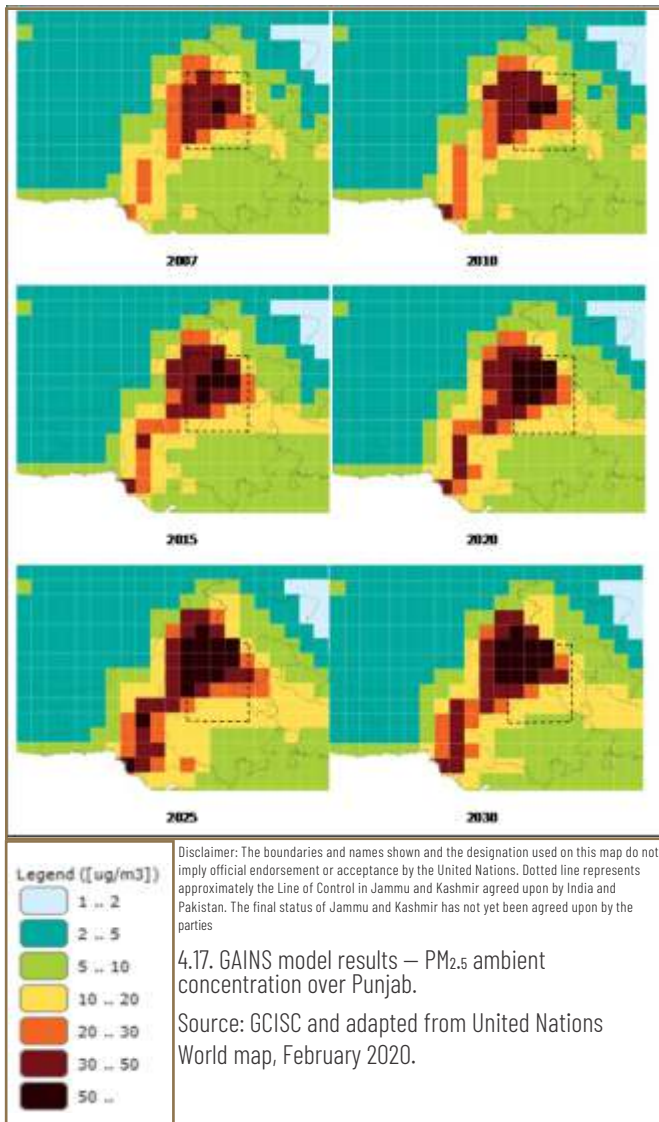 2007
2010
2015
2020
2025
2030
Legend ([ug/m3])
1 .. 2
2 .. 5
5 .. 10
10 .. 20
20 .. 30
30 .. 50
50 ..
Disclaimer: The boundaries and names shown and the designation used on this map do not
imply official endorsement or acceptance by the United Nations. Dotted line represents
approximately the Line of Control in Jammu and Kashmir agreed upon by India and
Pakistan. The final status of Jammu and Kashmir has not yet been agreed upon by the
parties
4.17. GAINS model results — PM₂.₅ ambient
concentration over Punjab.
Source: GCISC and adapted from United Nations
World map, February 2020.